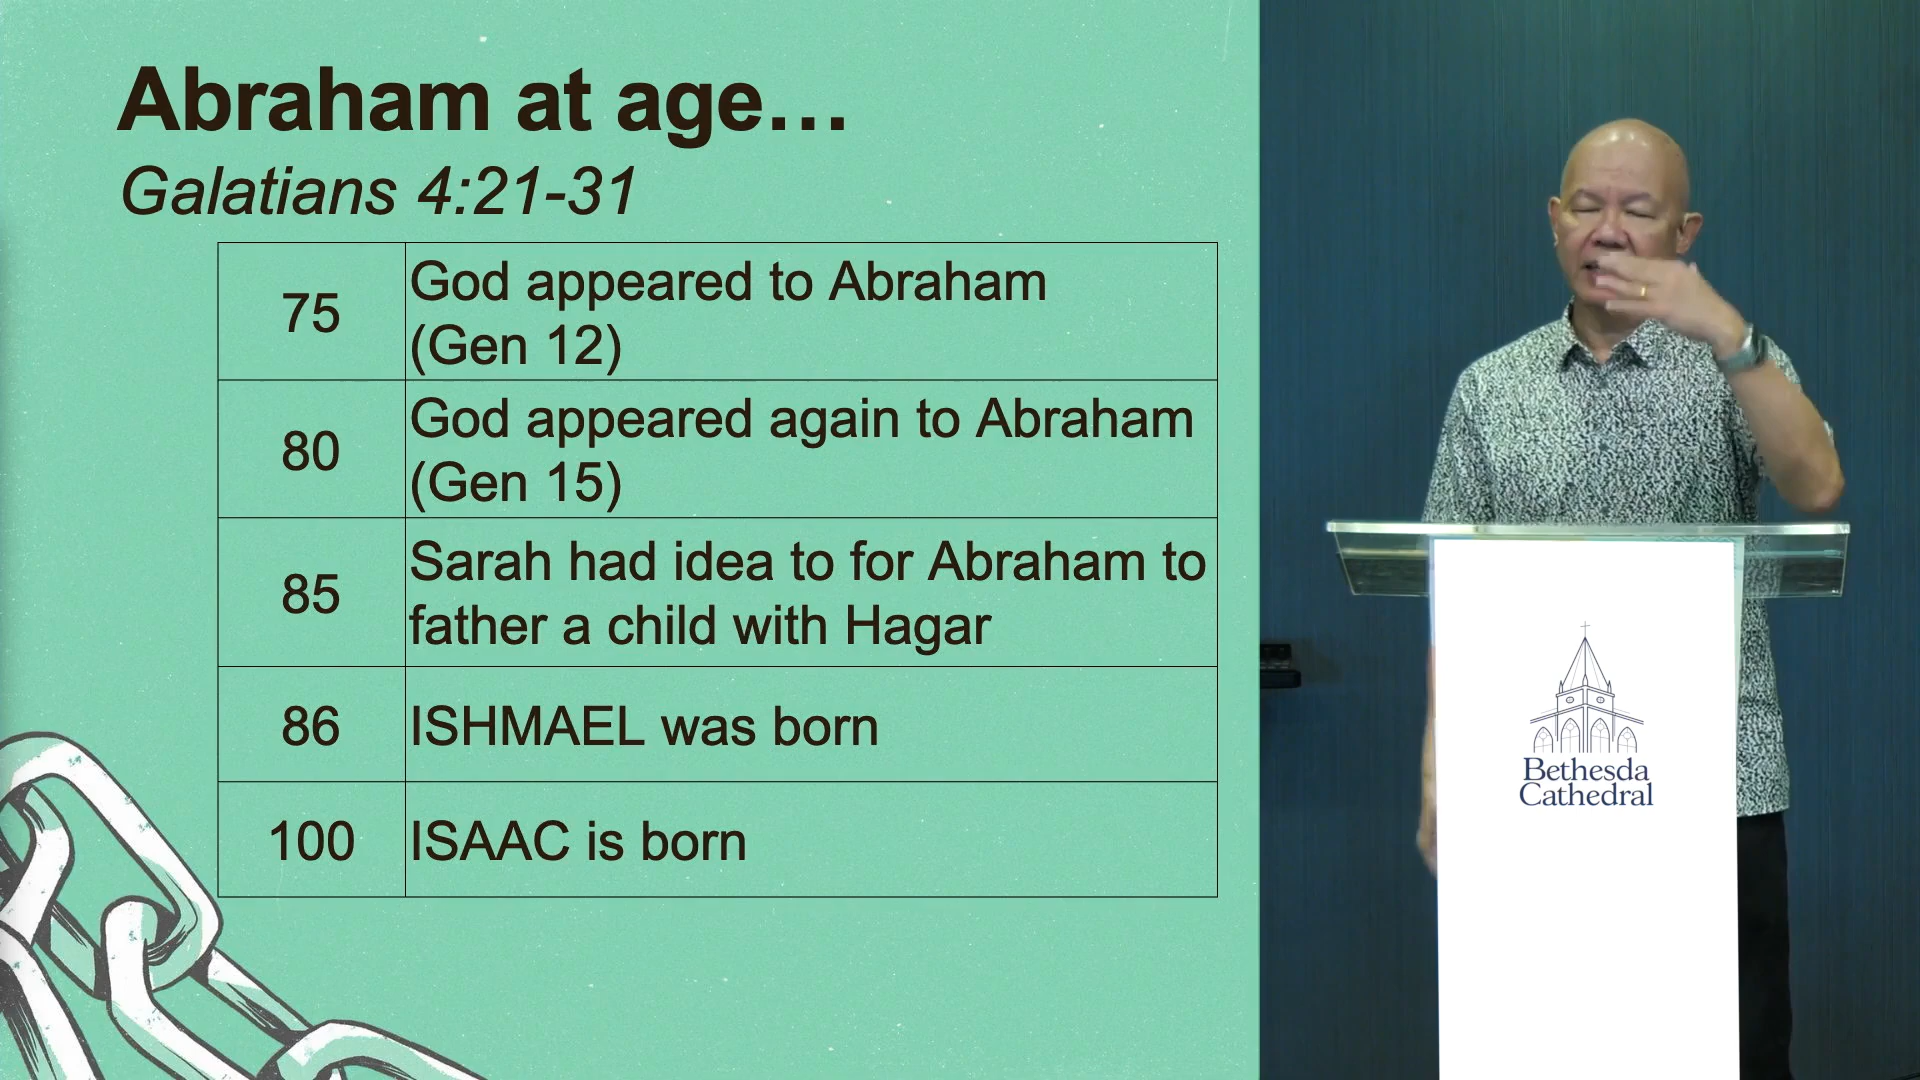 Abraham at age…
Galatians 4:21-31
75
God appeared to Abraham
(Gen 12)
80
God appeared again to Abraham
(Gen 15)
85
Sarah had idea to for Abraham to
father a child with Hagar
86
ISHMAEL was born
100
ISAAC is born
Bethesda
Cathedral